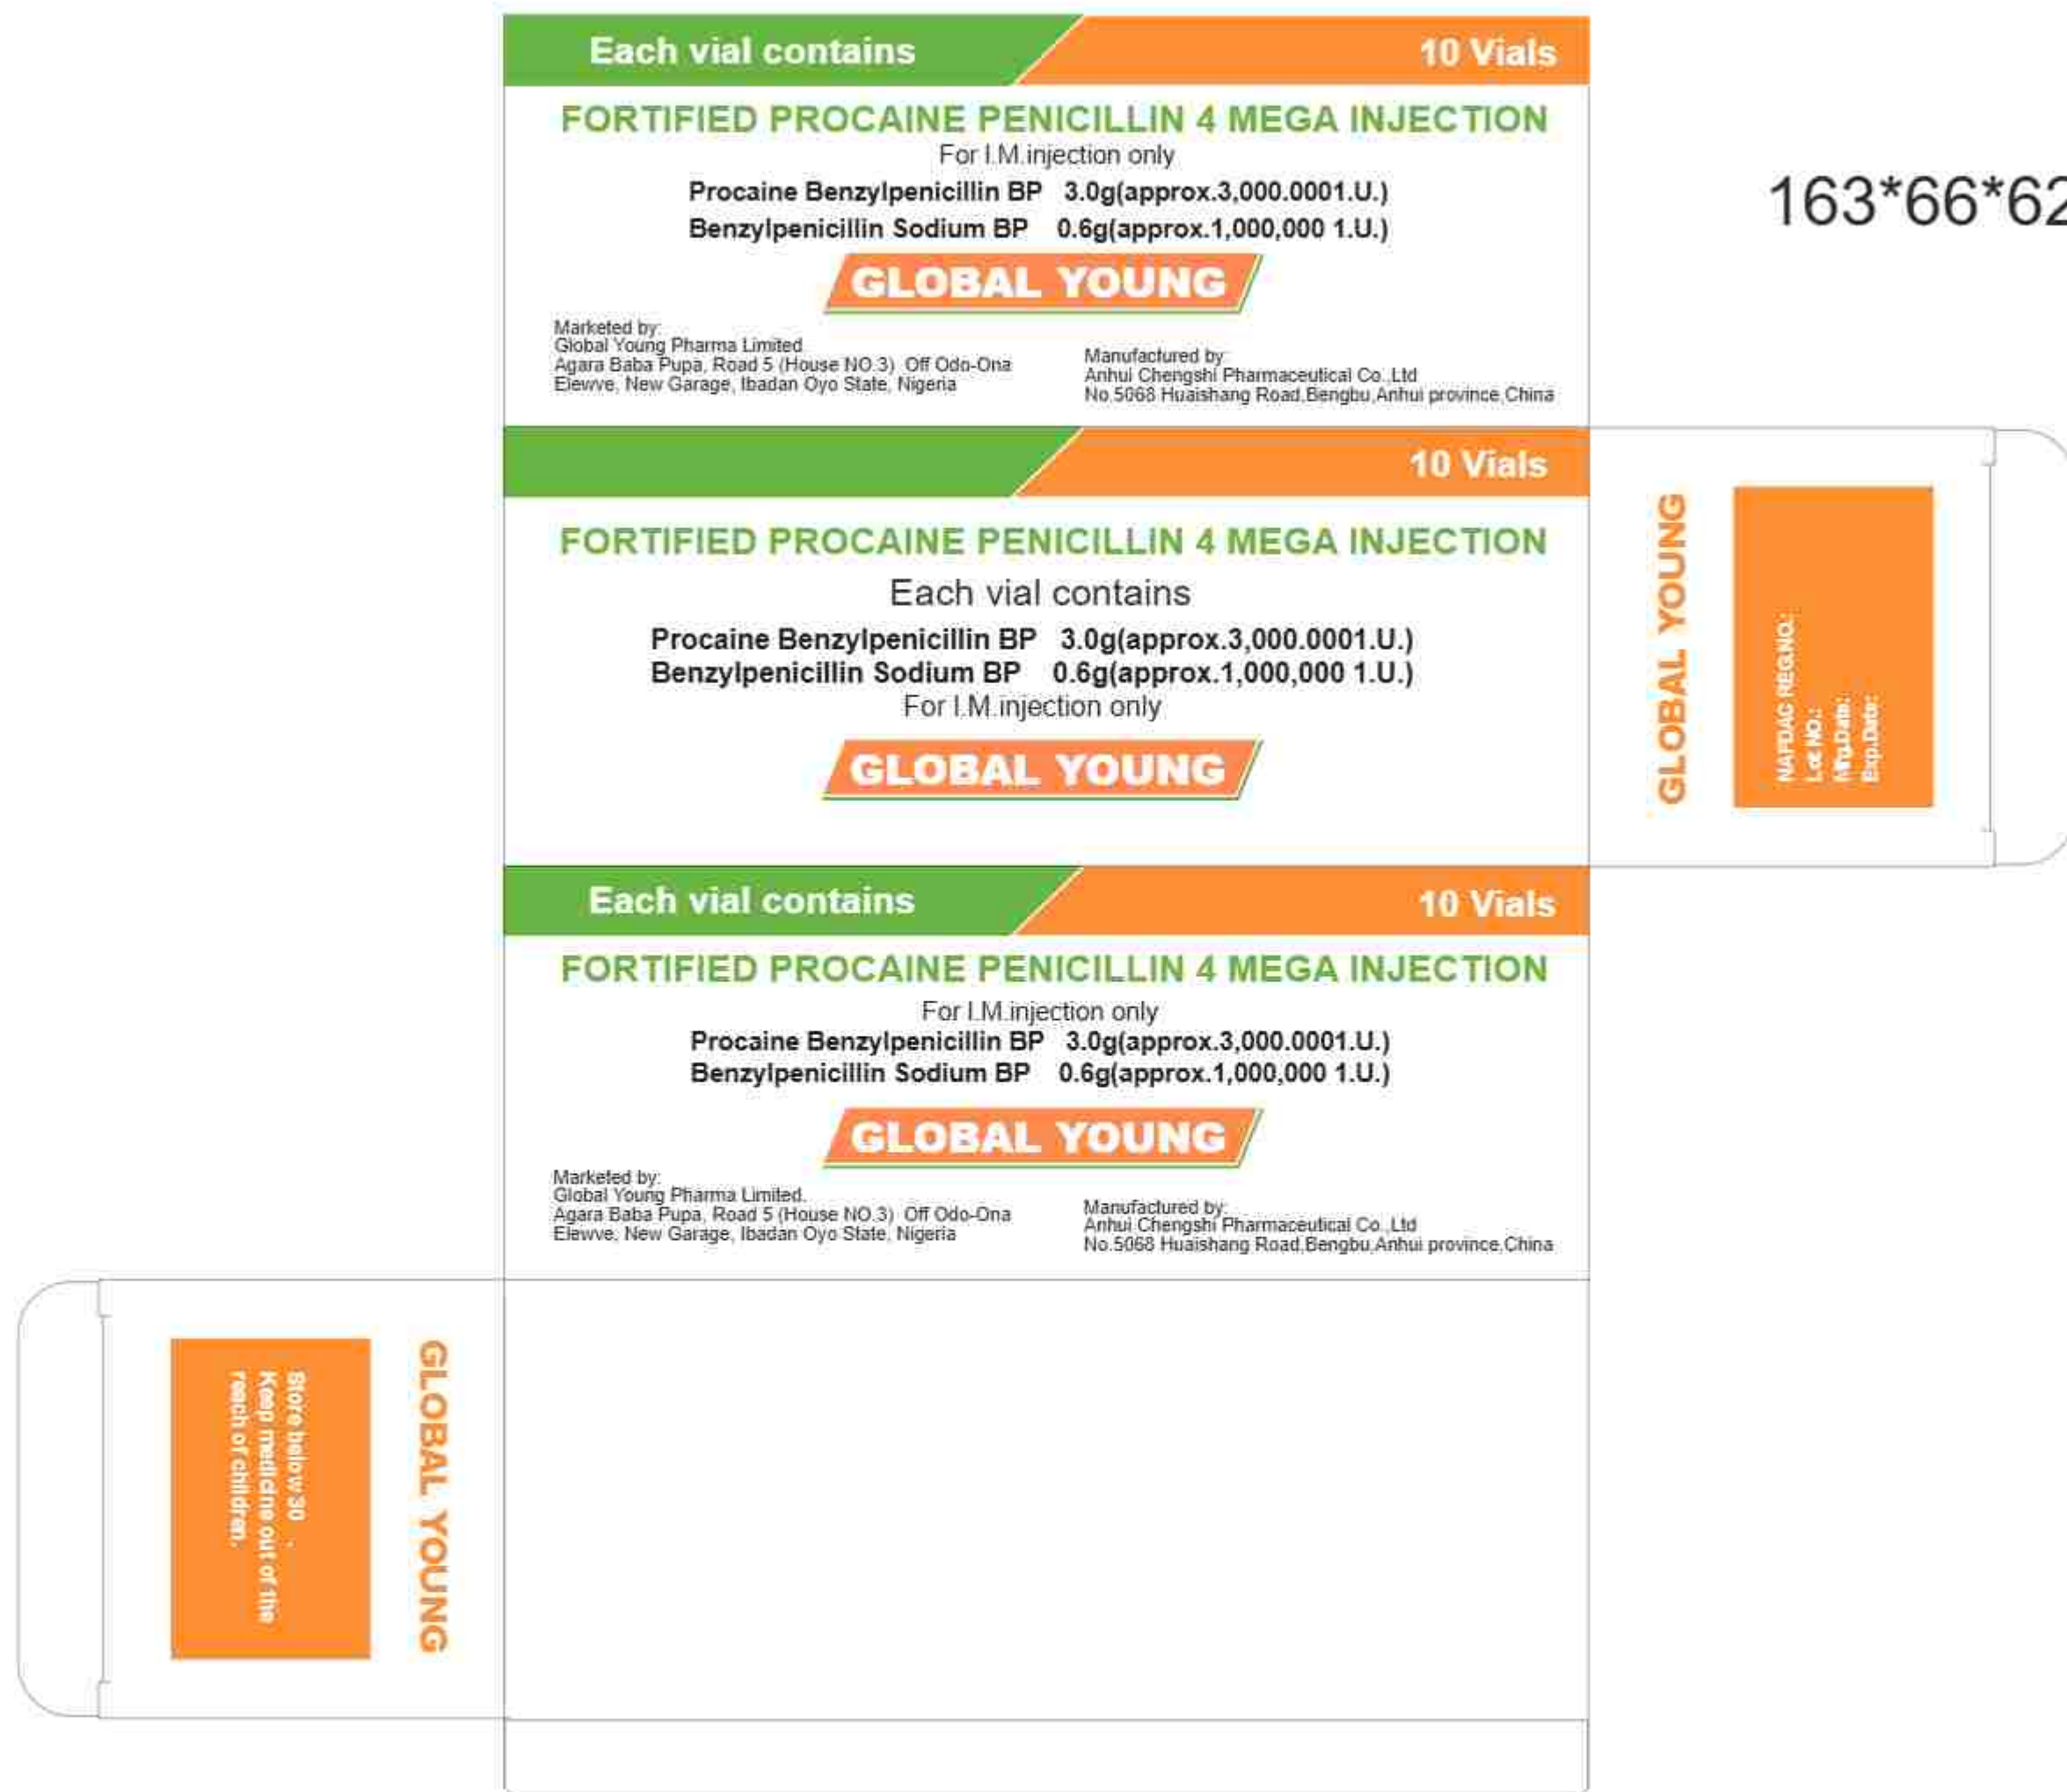 Each vial contains
10 Vials
FORTIFIED PROCAINE PENICILLIN 4 MEGA INJECTION
For I.M.injection only
Procaine Benzylpenicillin BP 3.0g(approx.3,000.0001.U.)
Benzylpenicillin Sodium BP 0.6g(approx.1,000,000 1.U.)
GLOBAL YOUNG
Marketed by:
Global Young Pharma Limited.
Agara Baba Pupa, Road 5 (House NO.3) Off Odo-Ona
Elewve, New Garage, Ibadan Oyo State, Nigeria
Manufactured by:
Anhui Chengshi Pharmaceutical Co.,Ltd
No.5068 Huaishang Road,Bengbu,Anhui province,China
163*66*62
10 Vials
FORTIFIED PROCAINE PENICILLIN 4 MEGA INJECTION
Each vial contains
Procaine Benzylpenicillin BP 3.0g(approx.3,000.0001.U.)
Benzylpenicillin Sodium BP 0.6g(approx.1,000,000 1.U.)
For I.M.injection only
GLOBAL YOUNG
GLOBAL YOUNG
NAFDAC REG.NO.:
Lot NO.:
Mfg.Date:
Exp.Date:
Each vial contains
10 Vials
FORTIFIED PROCAINE PENICILLIN 4 MEGA INJECTION
For I.M.injection only
Procaine Benzylpenicillin BP 3.0g(approx.3,000.0001.U.)
Benzylpenicillin Sodium BP 0.6g(approx.1,000,000 1.U.)
GLOBAL YOUNG
Marketed by:
Global Young Pharma Limited.
Agara Baba Pupa, Road 5 (House NO.3) Off Odo-Ona
Elewve, New Garage, Ibadan Oyo State, Nigeria
Manufactured by:
Anhui Chengshi Pharmaceutical Co.,Ltd
No.5068 Huaishang Road,Bengbu,Anhui province,China
GLOBAL YOUNG
Store below 30 .
Keep medicine out of the
reach of children.